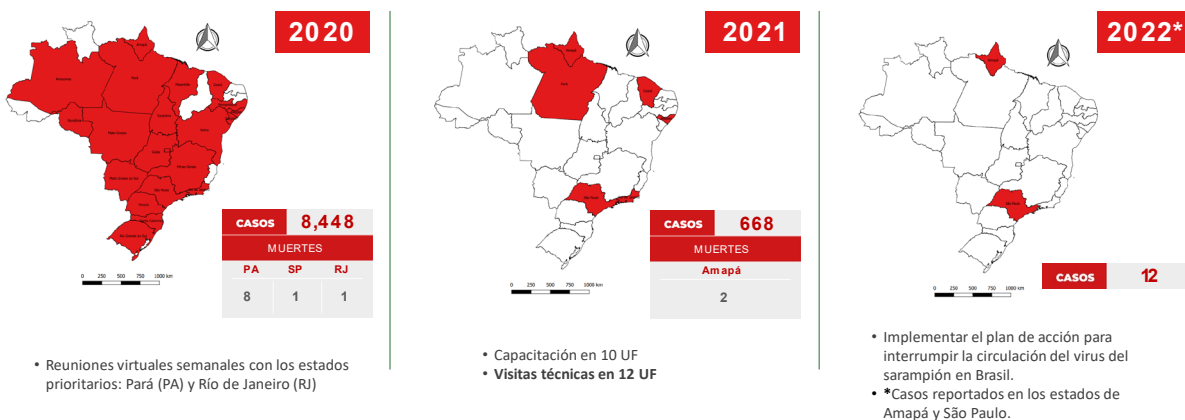 2020
CASOS 8,448
MUERTES
PA SP RJ
8 1 1
0 250 500 750 1000 km
• Reuniones virtuales semanales con los estados
prioritarios: Pará (PA) y Río de Janeiro (RJ)
2021
CASOS 668
MUERTES
Amapá
2
0 250 500 750 1000 km
• Capacitación en 10 UF
• Visitas técnicas en 12 UF
2022*
CASOS 12
0 250 500 750 1000 km
• Implementar el plan de acción para
interrumpir la circulación del virus del
sarampión en Brasil.
• *Casos reportados en los estados de
Amapá y São Paulo.